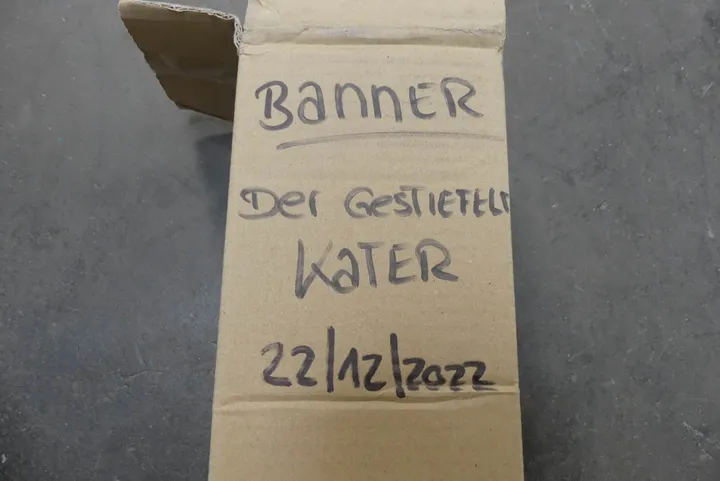 BanneR
Der GeSTIEFELT
KaTER
22/12/2022